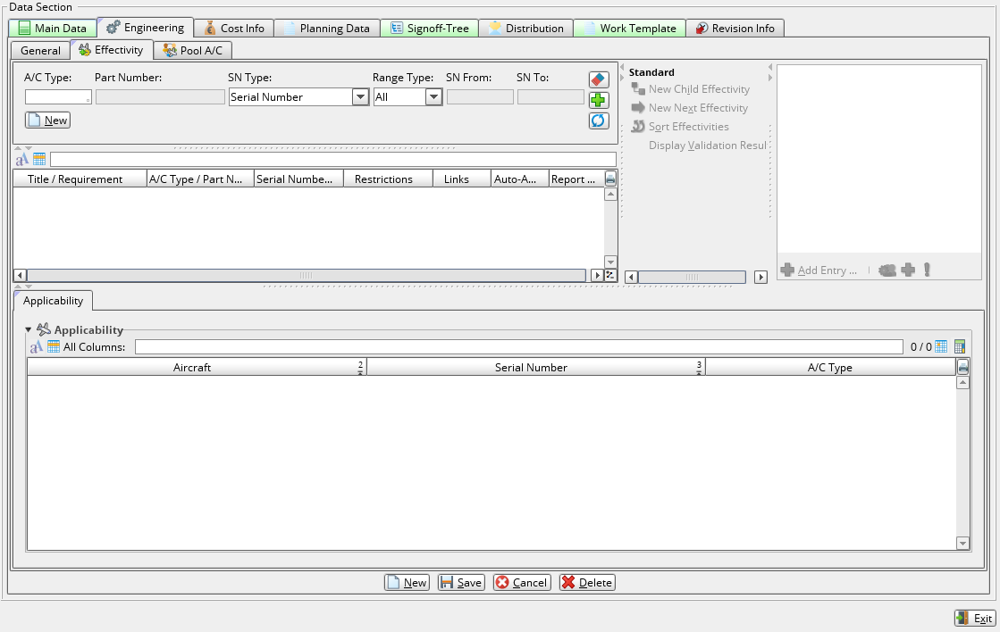 Data Section
Main Data Engineering Cost Info Planning Data Signoff-Tree Distribution Work Template Revision Info
General Effectivity Pool A/C
A/C Type: Part Number: SN Type: Range Type: SN From: SN To:
Serial Number All
New
Standard
New Child Effectivity
New Next Effectivity
Sort Effectivities
Display Validation Resul
Title / Requirement A/C Type / Part N... Serial Numbe... Restrictions Links Auto-A... Report ...
Add Entry ...
Applicability
Applicability
All Columns: 0 / 0
Aircraft 2 Serial Number 3 A/C Type
New Save Cancel Delete
Exit